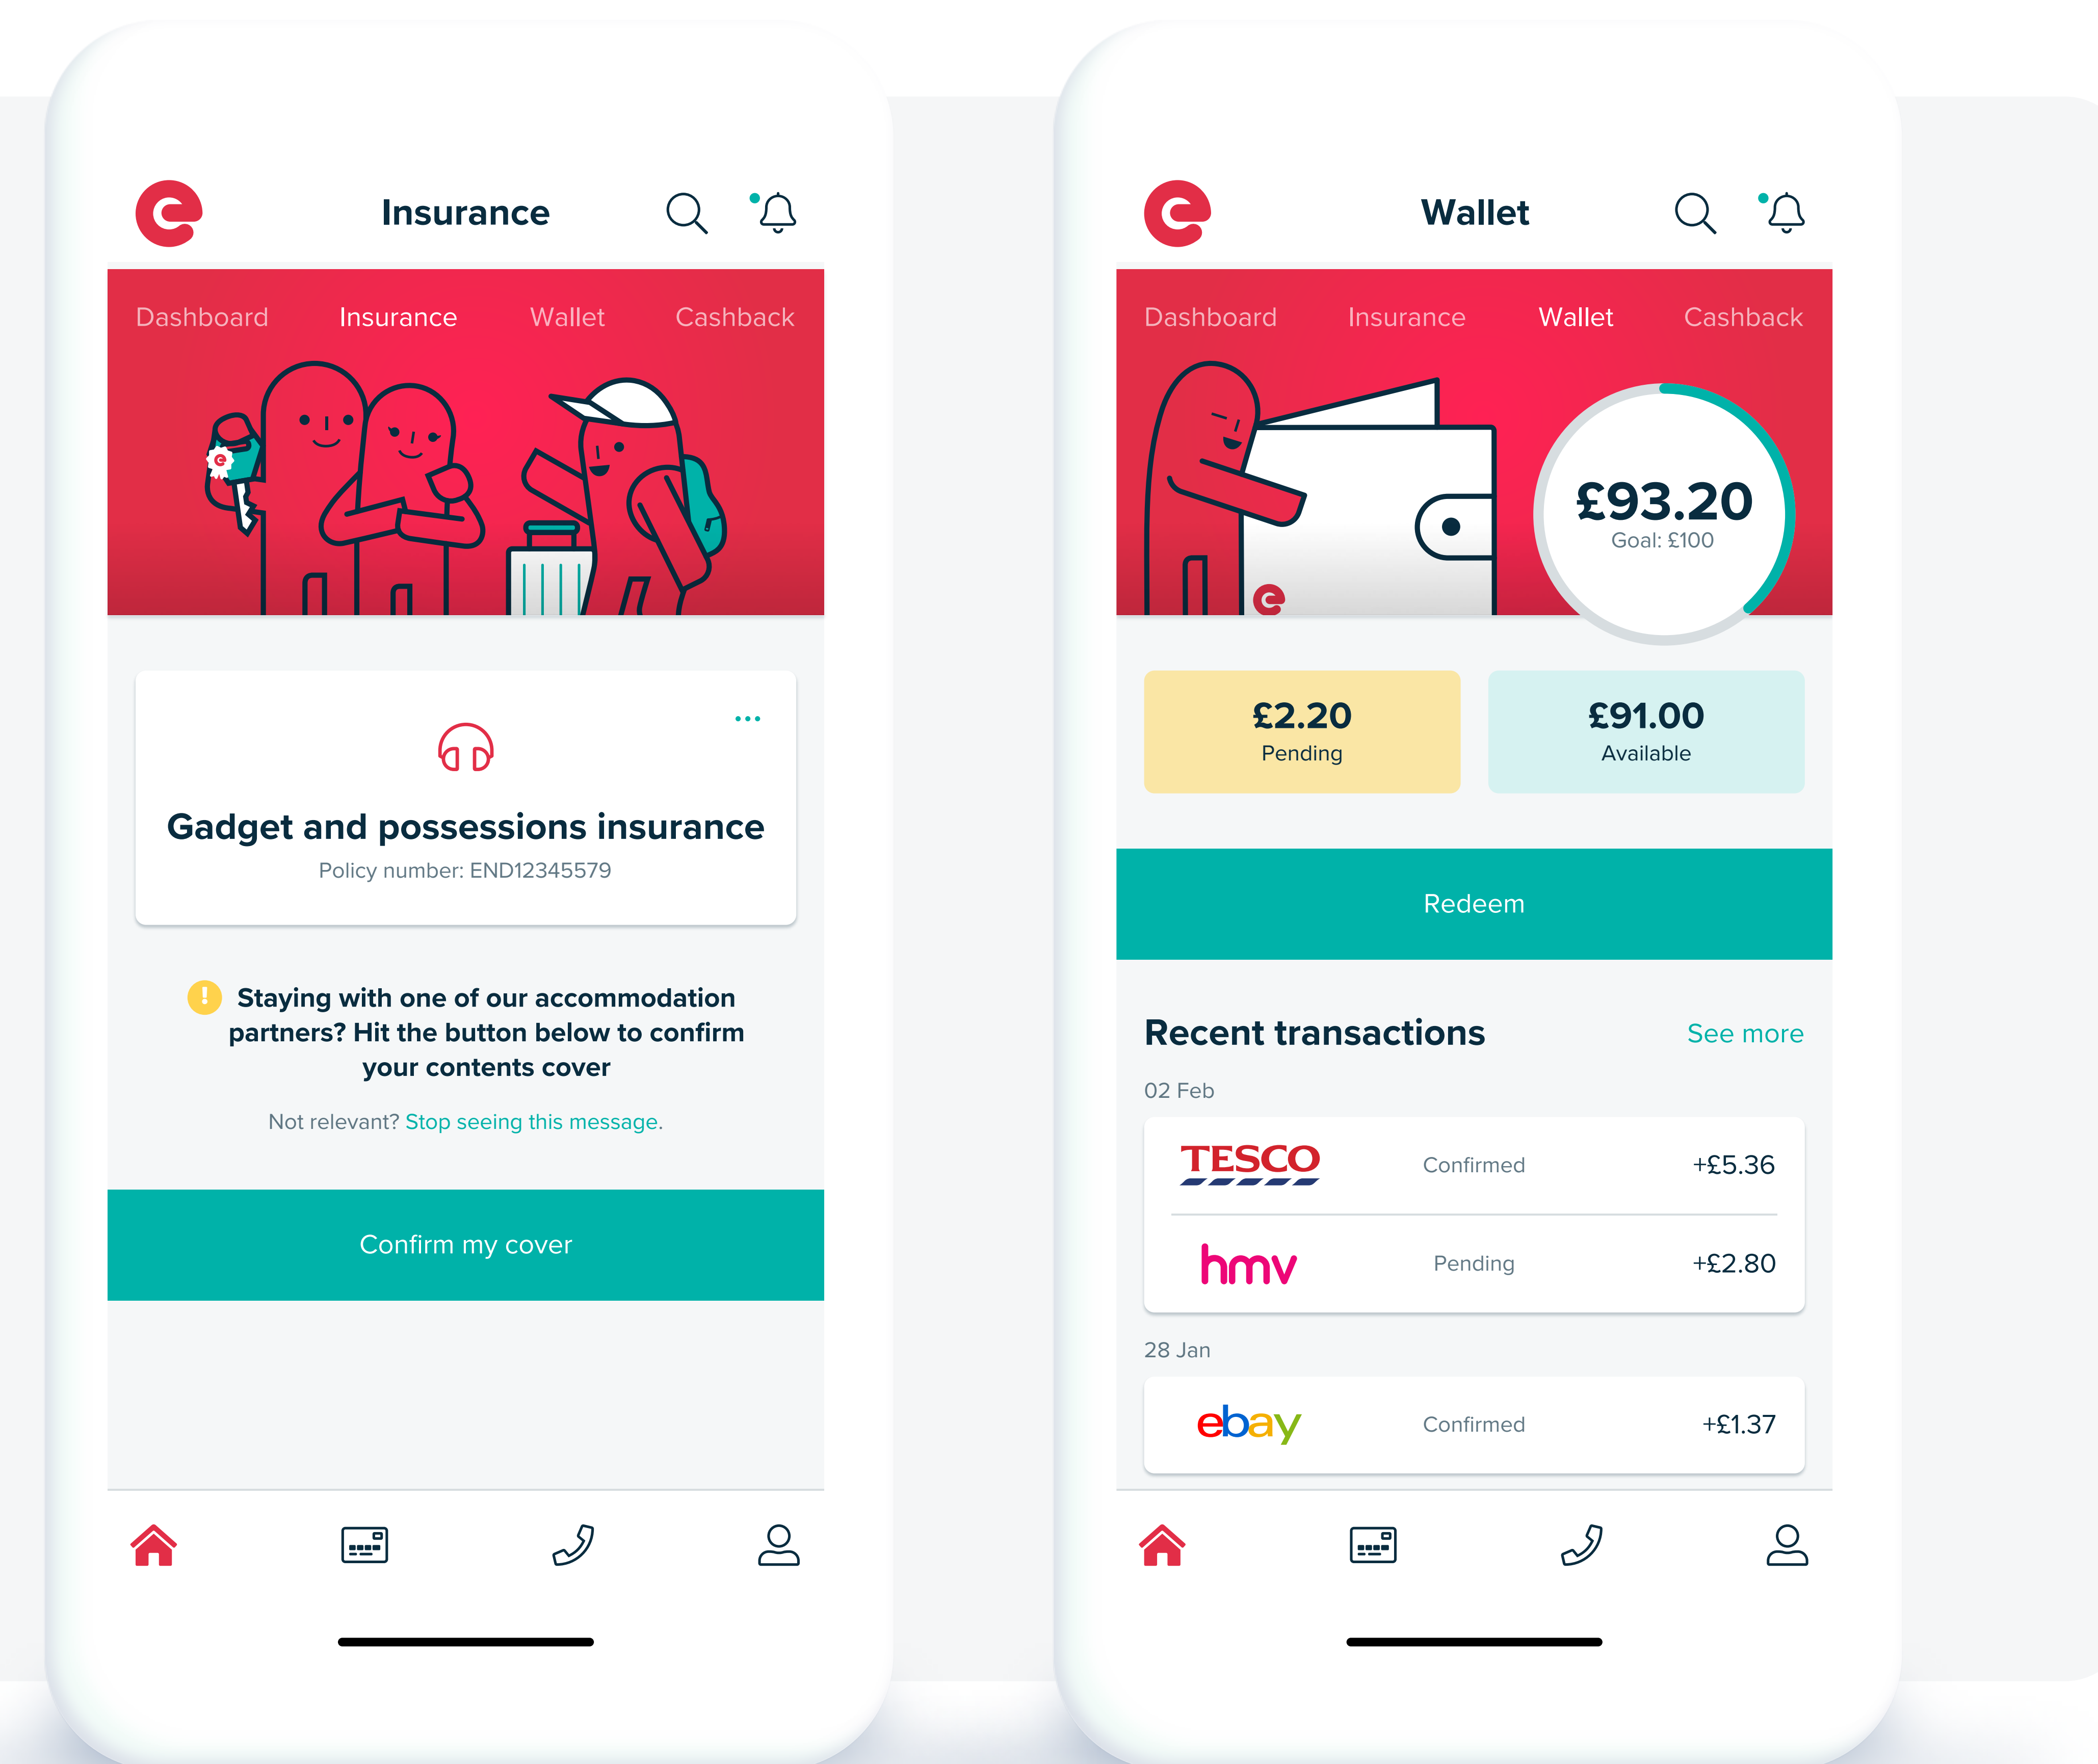 Insurance
Dashboard Insurance Wallet Cashback
Gadget and possessions insurance
Policy number: END12345579
! Staying with one of our accommodation
partners? Hit the button below to confirm
your contents cover
Not relevant? Stop seeing this message.
Confirm my cover
Wallet
Dashboard Insurance Wallet Cashback
£93.20
Goal: £100
£2.20
Pending
£91.00
Available
Redeem
Recent transactions See more
02 Feb
TESCO Confirmed +£5.36
hmv Pending +£2.80
28 Jan
ebay Confirmed +£1.37